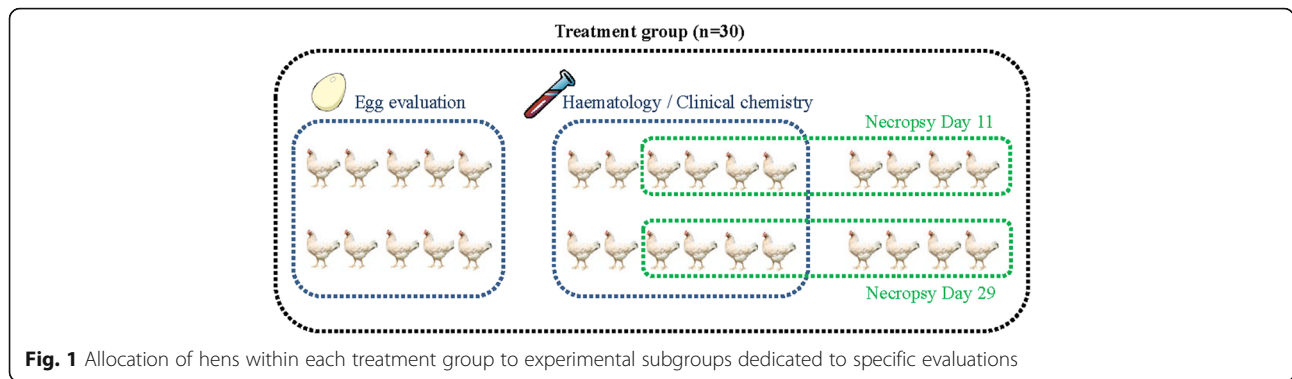 Treatment group (n=30)
Egg evaluation
Haematology / Clinical chemistry
Necropsy Day 11
Necropsy Day 29
Fig. 1 Allocation of hens within each treatment group to experimental subgroups dedicated to specific evaluations